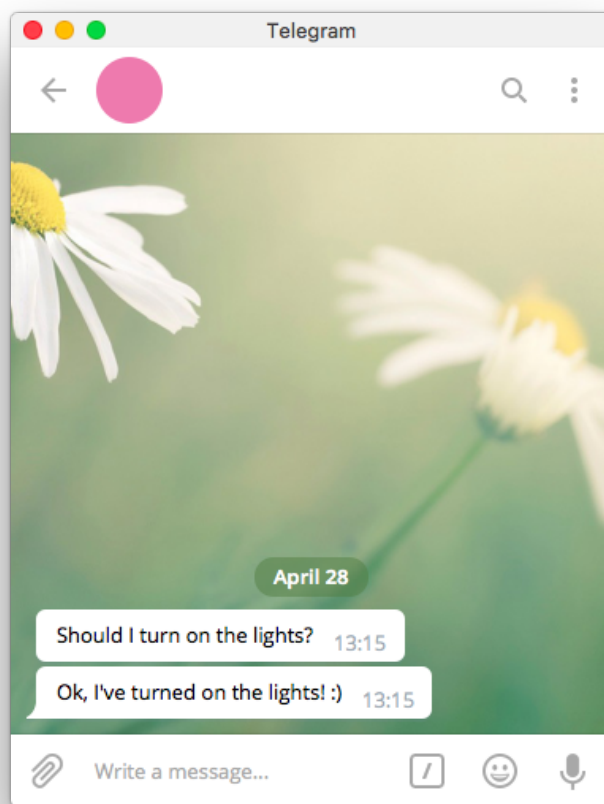 Telegram
April 28
Should I turn on the lights? 13:15
Ok, I've turned on the lights! :) 13:15
Write a message...
/